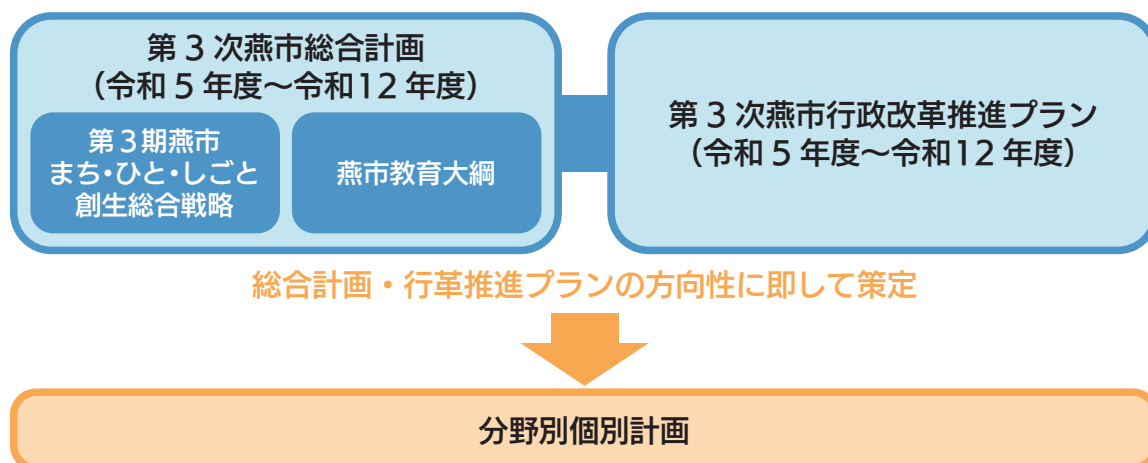 第3次燕市総合計画
（令和5年度～令和12年度）
第3期燕市
まち・ひと・しごと
創生総合戦略
燕市教育大綱
第3次燕市行政改革推進プラン
（令和5年度～令和12年度）
総合計画・行革推進プランの方向性に即して策定
分野別個別計画